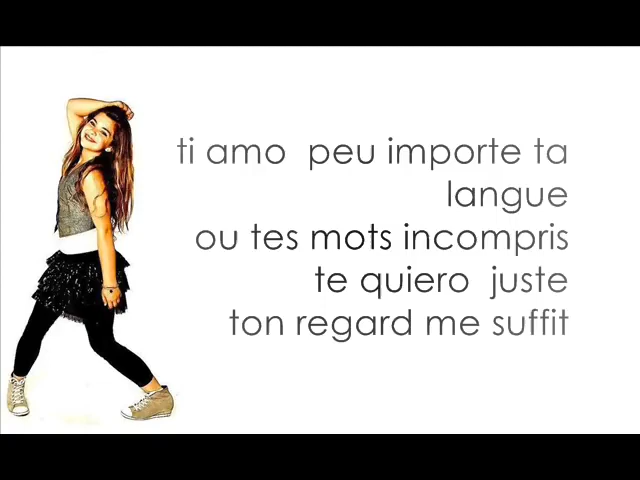 ti amo  peu importe ta
langue
ou tes mots incompris
te quiero  juste
ton regard me suffit